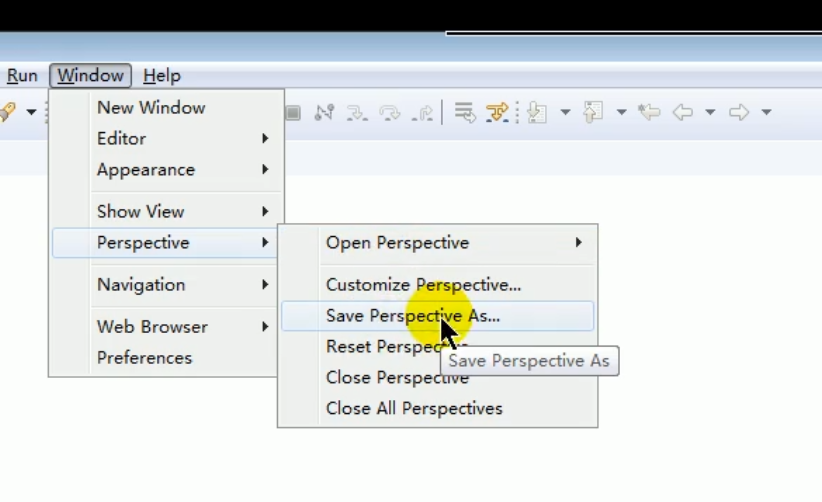 Run Window Help
New Window
Editor
Appearance
Show View
Perspective
Navigation
Web Browser
Preferences
Open Perspective
Customize Perspective...
Save Perspective As...
Reset Perspective...
Save Perspective As
Close Perspective
Close All Perspectives